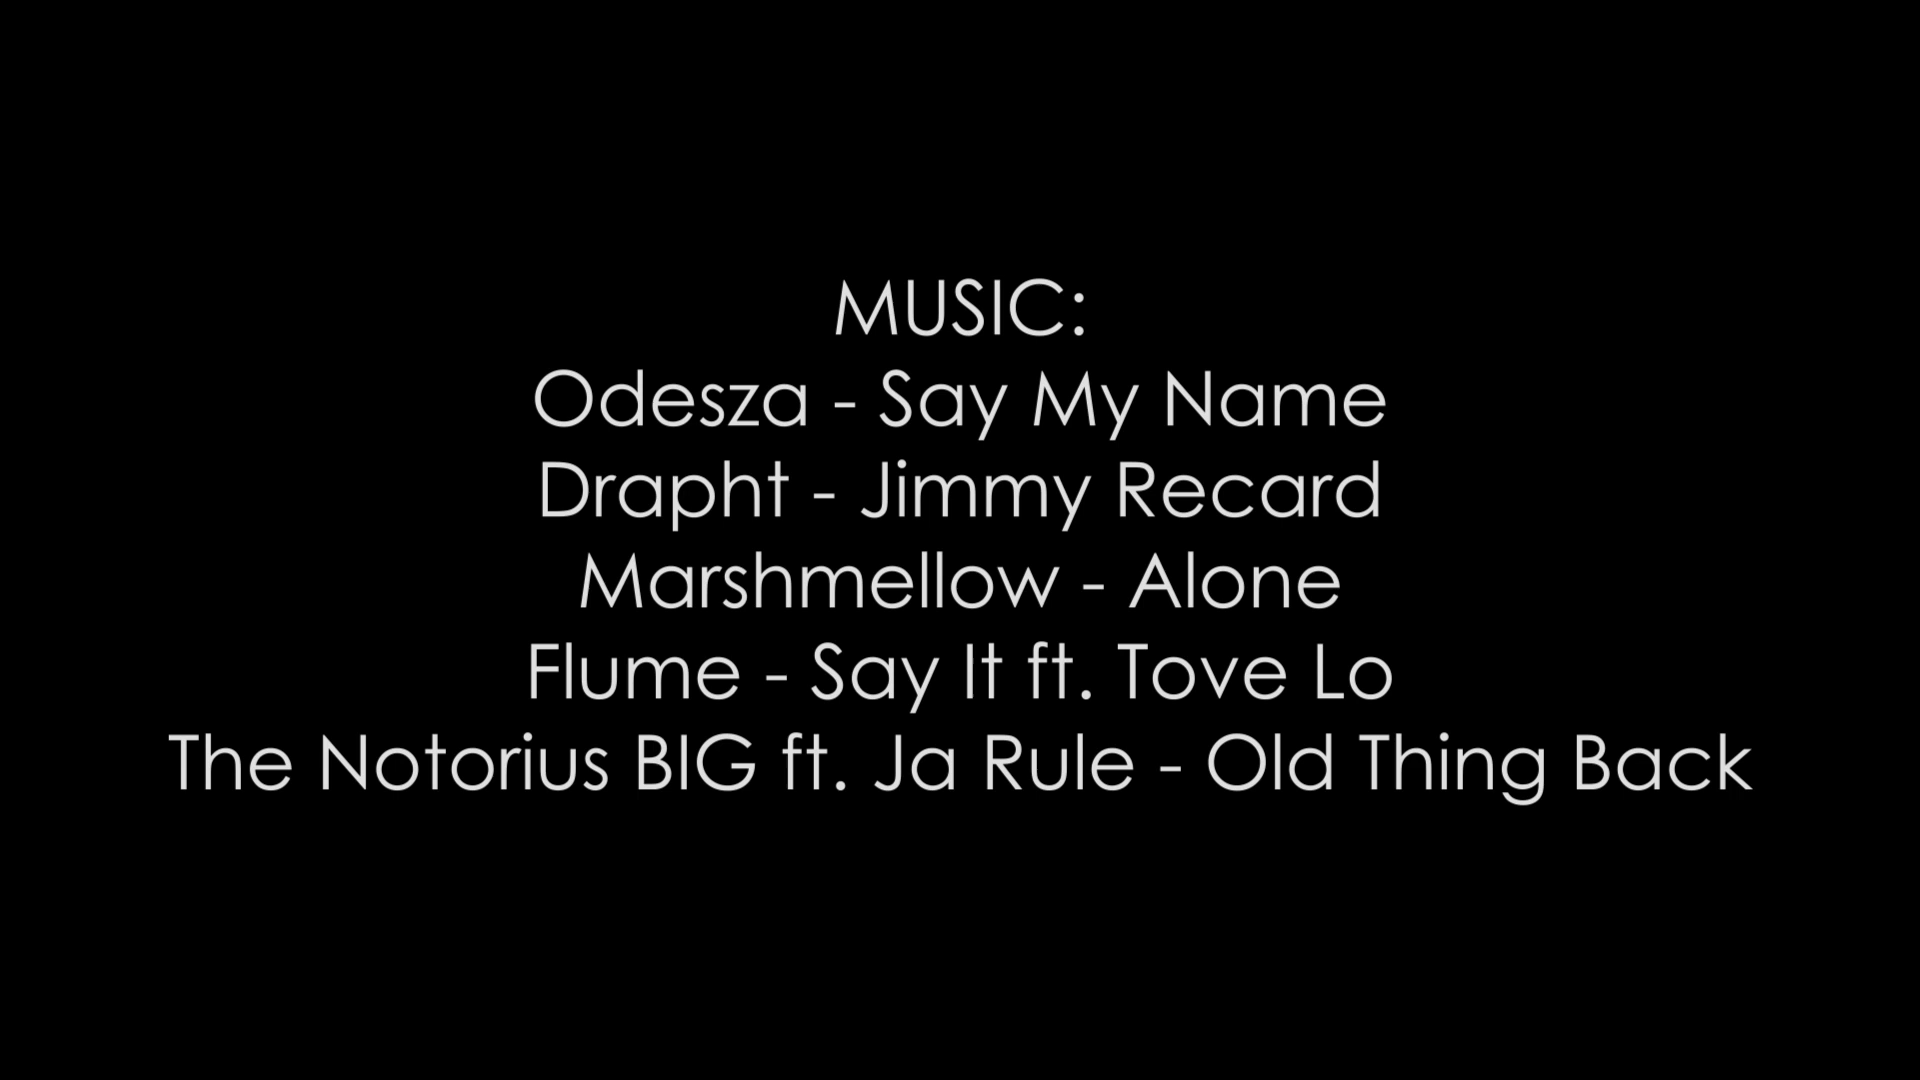 MUSIC:
Odesza - Say My Name
Drapht - Jimmy Recard
Marshmellow - Alone
Flume - Say It ft. Tove Lo
The Notorius BIG ft. Ja Rule - Old Thing Back